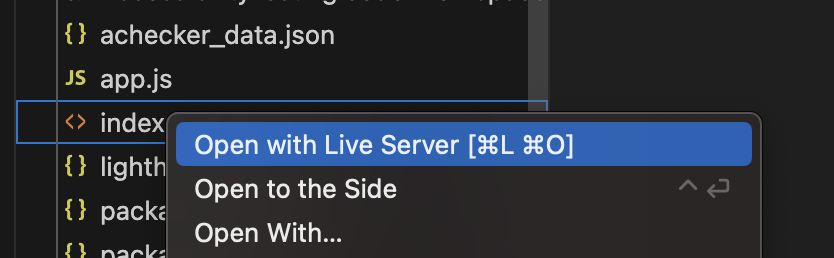 {} achecker_data.json
JS app.js
<> index
Open with Live Server [⌘L ⌘O]
{} lighth
Open to the Side ^ ⏎
{} packa
Open With...
{} packa